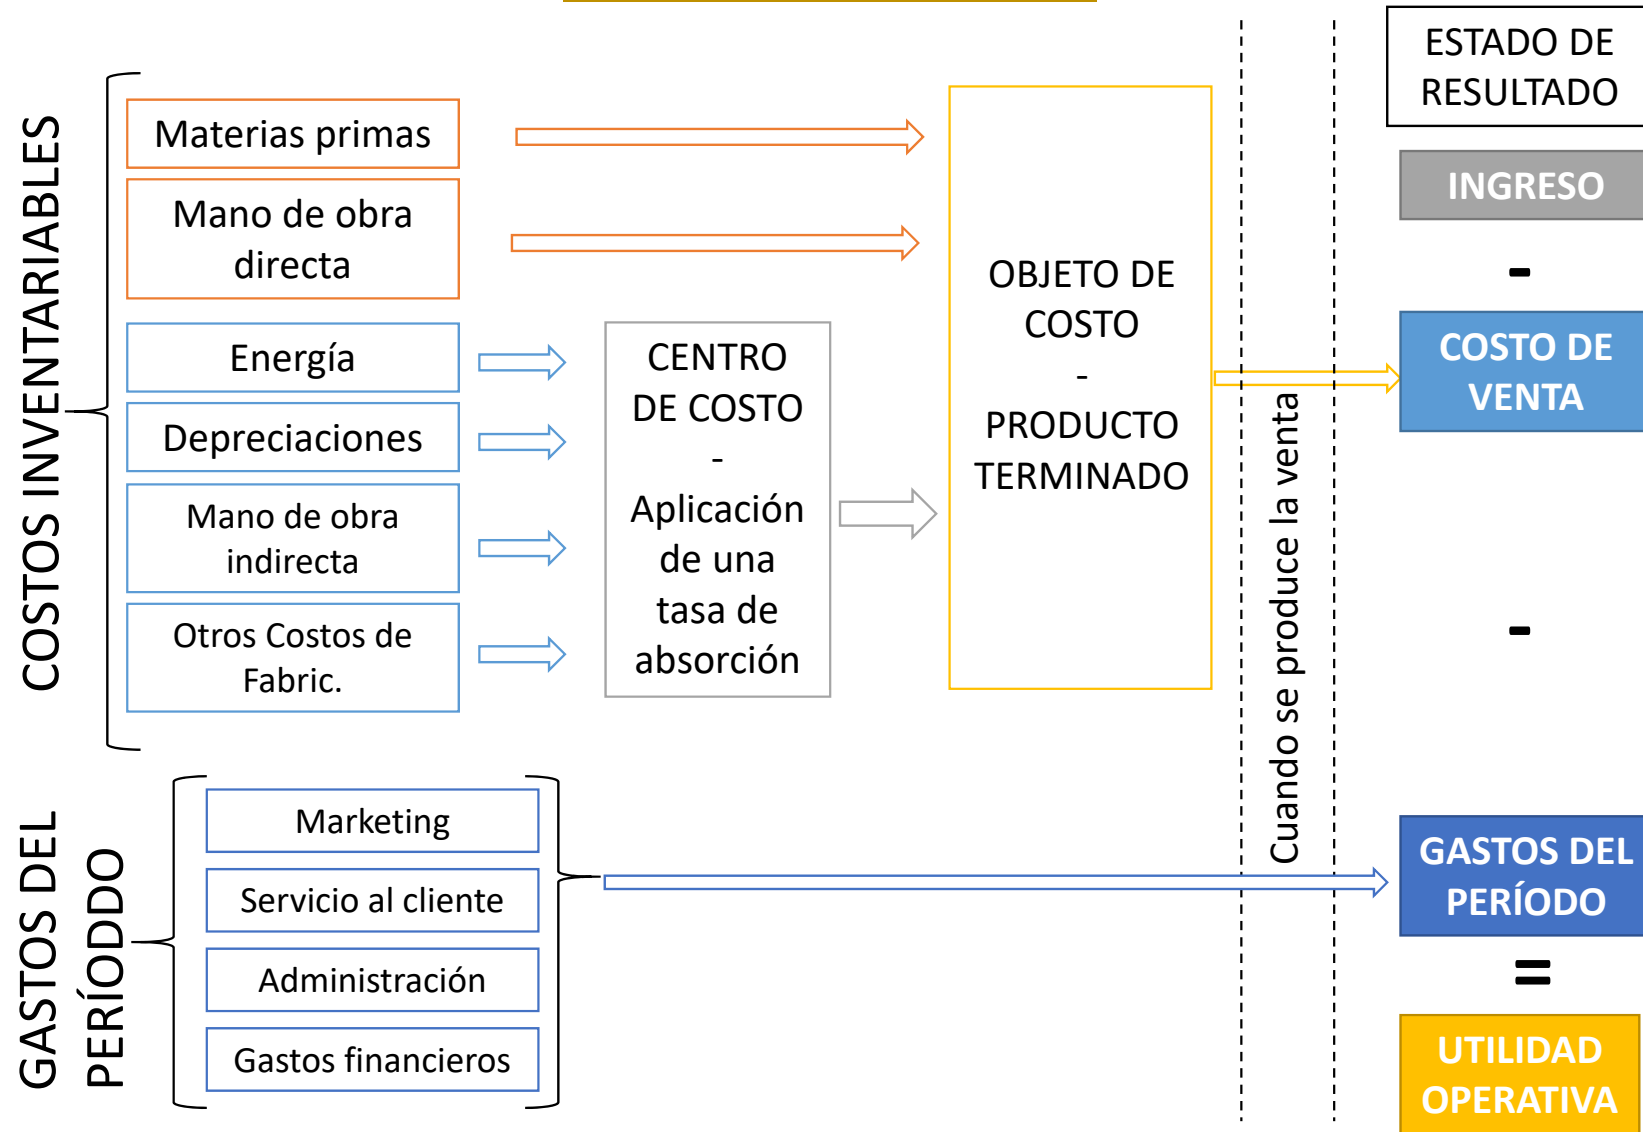 COSTOS INVENTARIABLES
Materias primas
Mano de obra
directa
Energía
Depreciaciones
Mano de obra
indirecta
Otros Costos de
Fabric.
CENTRO
DE COSTO
-
Aplicación
de una
tasa de
absorción
OBJETO DE
COSTO
-
PRODUCTO
TERMINADO
Cuando se produce la venta
ESTADO DE
RESULTADO
INGRESO
-
COSTO DE
VENTA
-
GASTOS DEL
PERÍODO
=
UTILIDAD
OPERATIVA
GASTOS DEL
PERÍODDO
Marketing
Servicio al cliente
Administración
Gastos financieros